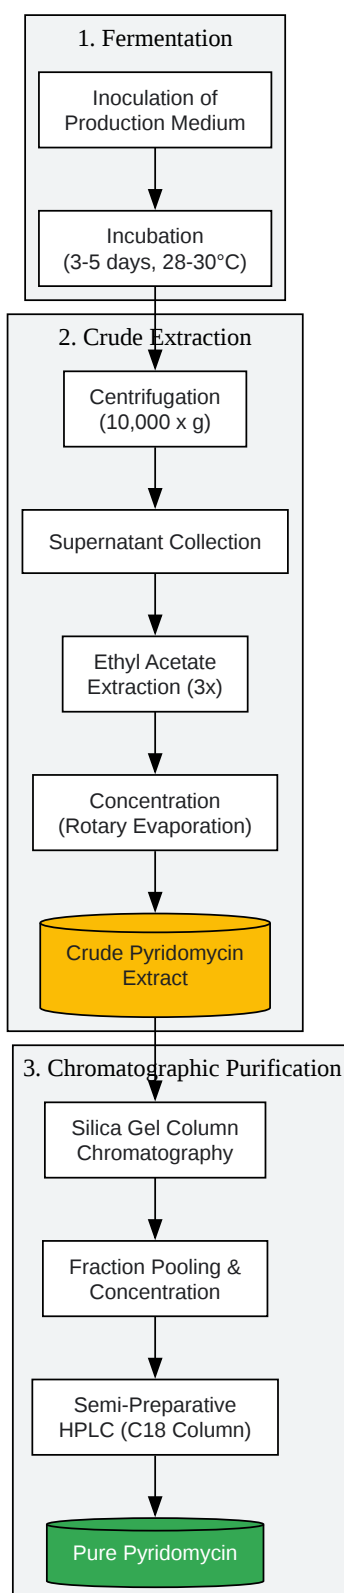 1. Fermentation
Inoculation of
Production Medium
Incubation
(3-5 days, 28-30°C)
2. Crude Extraction
Centrifugation
(10,000 x g)
Supernatant Collection
Ethyl Acetate
Extraction (3x)
Concentration
(Rotary Evaporation)
Crude Pyridomycin
Extract
3. Chromatographic Purification
Silica Gel Column
Chromatography
Fraction Pooling &
Concentration
Semi-Preparative
HPLC (C18 Column)
Pure Pyridomycin